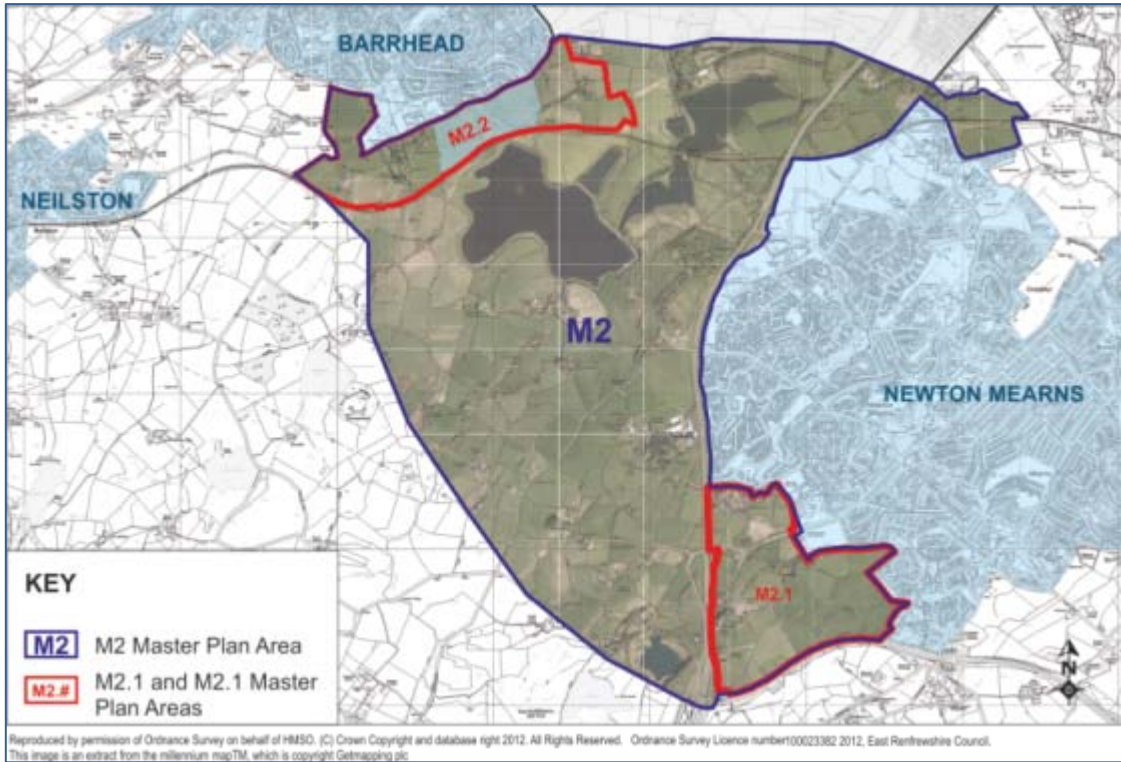 BARRHEAD
M2.2
NEILSTON
M2
NEWTON MEARNS
M2.1
KEY
M2 M2 Master Plan Area
M2.# M2.1 and M2.1 Master
Plan Areas
N
Reproduced by permission of Ordnance Survey on behalf of HMSO. (C) Crown Copyright and database right 2012. All Rights Reserved. Ordnance Survey Licence number100023382 2012, East Renfrewshire Council.
This image is an extract from the millennium mapTM, which is copyright Getmapping plc